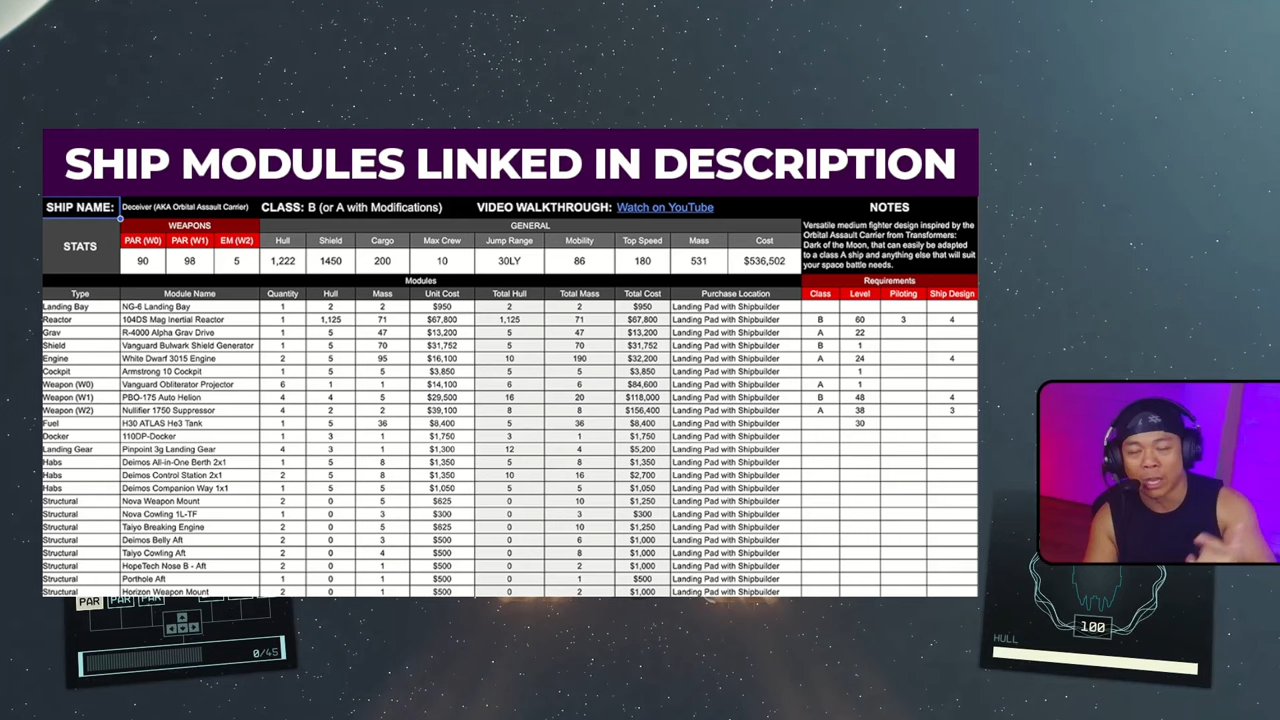 SHIP MODULES LINKED IN DESCRIPTION
SHIP NAME: Deceiver (AKA Orbital Assault Carrier) CLASS: B (or A with Modifications) VIDEO WALKTHROUGH: Watch on YouTube NOTES
STATS WEAPONS GENERAL
PAR (W0) PAR (W1) EM (W2) Hull Shield Cargo Max Crew Jump Range Mobility Top Speed Mass Cost
90 98 5 1,222 1450 200 10 30LY 86 180 531 $536,502
Versatile medium fighter design inspired by the
Orbital Assault Carrier from Transformers:
Dark of the Moon, that can easily be adapted
to a class A ship and anything else that will suit
your space battle needs.
Modules Requirements
Type Module Name Quantity Hull Mass Unit Cost Total Hull Total Mass Total Cost Purchase Location Class Level Piloting Ship Design
Landing Bay NG-6 Landing Bay 1 2 2 $950 2 2 $950 Landing Pad with Shipbuilder
Reactor 104DS Mag Inertial Reactor 1 1,125 71 $67,800 1,125 71 $67,800 Landing Pad with Shipbuilder B 60 3 4
Grav R-4000 Alpha Grav Drive 1 5 47 $13,200 5 47 $13,200 Landing Pad with Shipbuilder A 22
Shield Vanguard Bulwark Shield Generator 1 5 70 $31,752 5 70 $31,752 Landing Pad with Shipbuilder B 1
Engine White Dwarf 3015 Engine 2 5 95 $16,100 10 190 $32,200 Landing Pad with Shipbuilder A 24 4
Cockpit Armstrong 10 Cockpit 1 5 5 $3,850 5 5 $3,850 Landing Pad with Shipbuilder 1
Weapon (W0) Vanguard Obliterator Projector 6 1 1 $14,100 6 6 $84,600 Landing Pad with Shipbuilder A 1
Weapon (W1) PBO-175 Auto Helion 4 4 5 $29,500 16 20 $118,000 Landing Pad with Shipbuilder B 48 4
Weapon (W2) Nullifier 1750 Suppressor 4 2 2 $39,100 8 8 $156,400 Landing Pad with Shipbuilder A 38 3
Fuel H30 ATLAS He3 Tank 1 5 36 $8,400 5 36 $8,400 Landing Pad with Shipbuilder 30
Docker 110DP-Docker 1 3 1 $1,750 3 1 $1,750 Landing Pad with Shipbuilder
Landing Gear Pinpoint 3g Landing Gear 4 3 1 $1,300 12 4 $5,200 Landing Pad with Shipbuilder
Habs Deimos All-in-One Berth 2x1 1 5 8 $1,350 5 8 $1,350 Landing Pad with Shipbuilder
Habs Deimos Control Station 2x1 2 5 8 $1,350 10 16 $2,700 Landing Pad with Shipbuilder
Habs Deimos Companion Way 1x1 1 5 5 $1,050 5 5 $1,050 Landing Pad with Shipbuilder
Structural Nova Weapon Mount 2 0 5 $625 0 10 $1,250 Landing Pad with Shipbuilder
Structural Nova Cowling 1L-TF 1 0 3 $300 0 3 $300 Landing Pad with Shipbuilder
Structural Taiyo Breaking Engine 2 0 5 $625 0 10 $1,250 Landing Pad with Shipbuilder
Structural Deimos Belly Aft 2 0 3 $500 0 6 $1,000 Landing Pad with Shipbuilder
Structural Taiyo Cowling Aft 2 0 4 $500 0 8 $1,000 Landing Pad with Shipbuilder
Structural HopeTech Nose B - Aft 2 0 1 $500 0 2 $1,000 Landing Pad with Shipbuilder
Structural Porthole Aft 1 0 1 $500 0 1 $500 Landing Pad with Shipbuilder
Structural Horizon Weapon Mount 2 0 1 $500 0 2 $1,000 Landing Pad with Shipbuilder
PAR PAR PAR
0/45
100
HULL